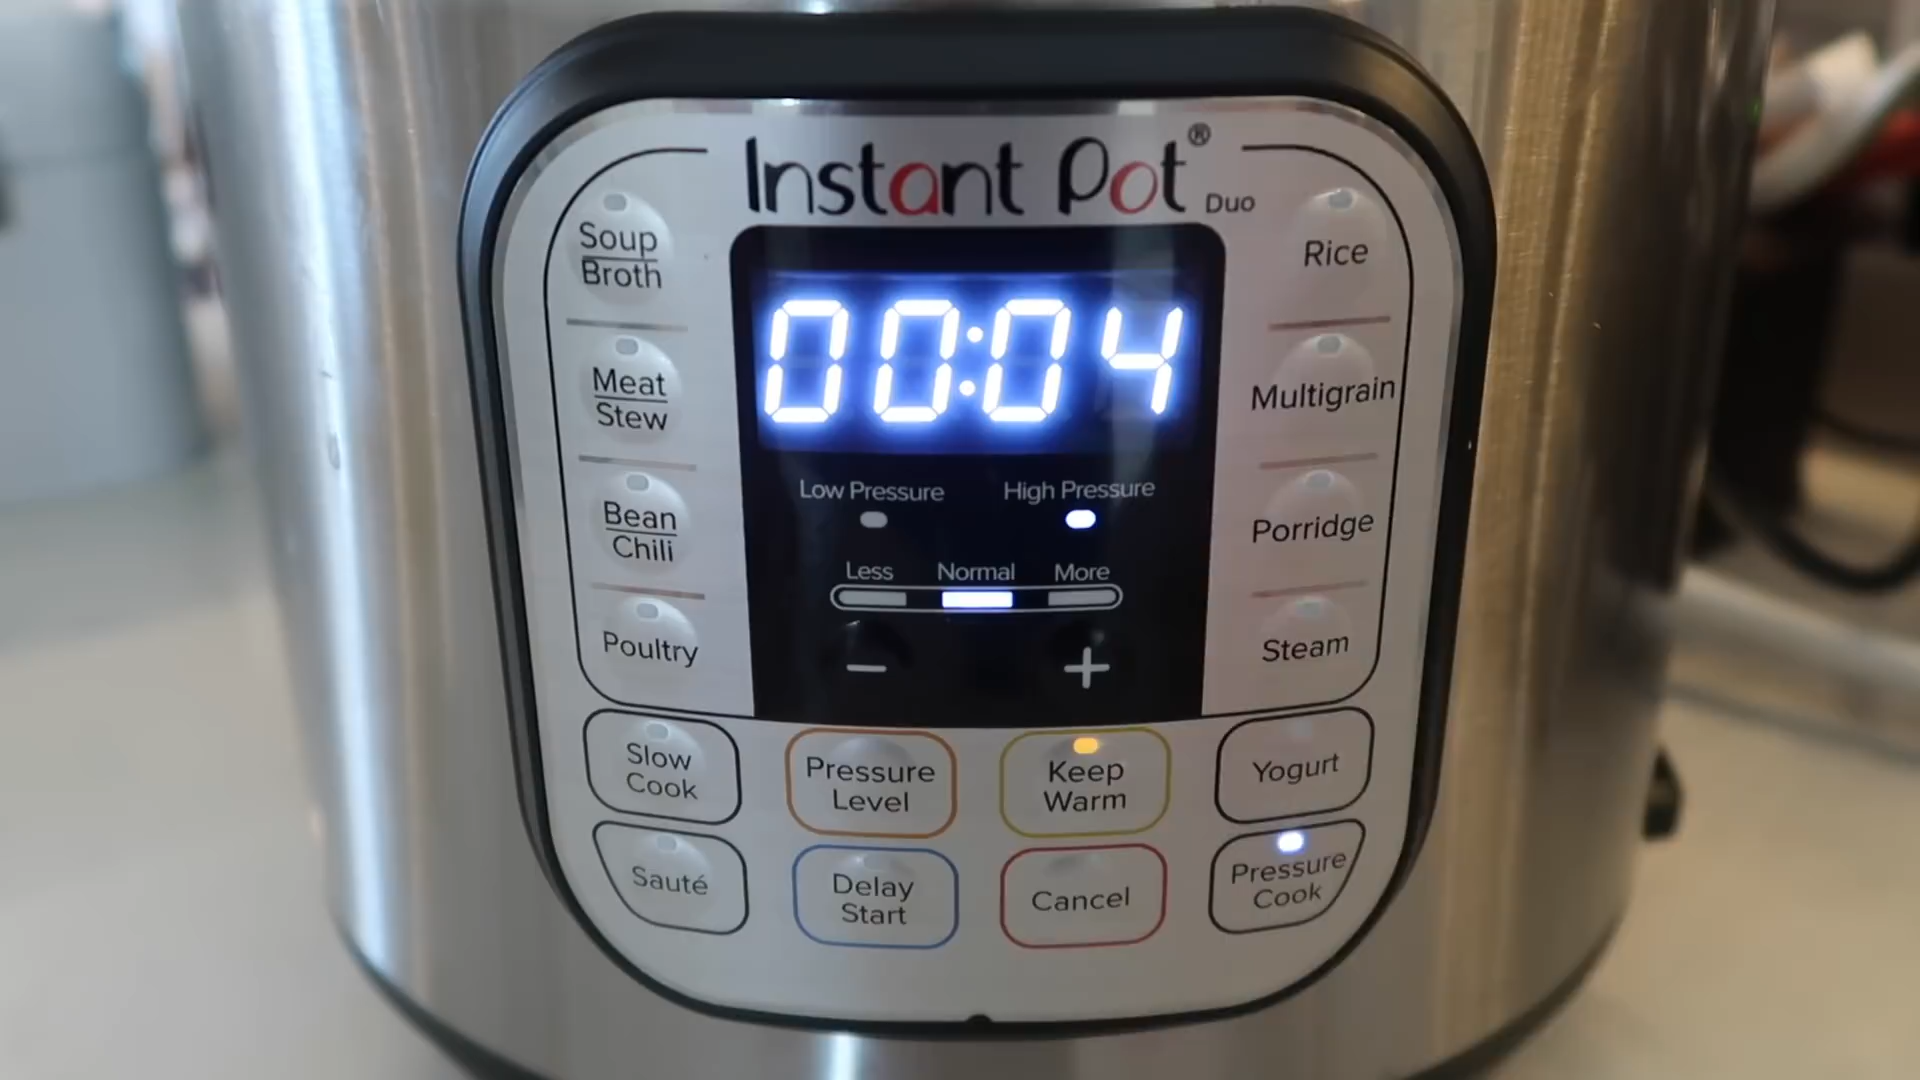 Instant Pot® Duo
Soup
Broth
Meat
Stew
Bean
Chili
Poultry
00:04
Low Pressure High Pressure
Less Normal More
− +
Rice
Multigrain
Porridge
Steam
Slow
Cook
Pressure
Level
Keep
Warm
Yogurt
Sauté
Delay
Start
Cancel
Pressure
Cook